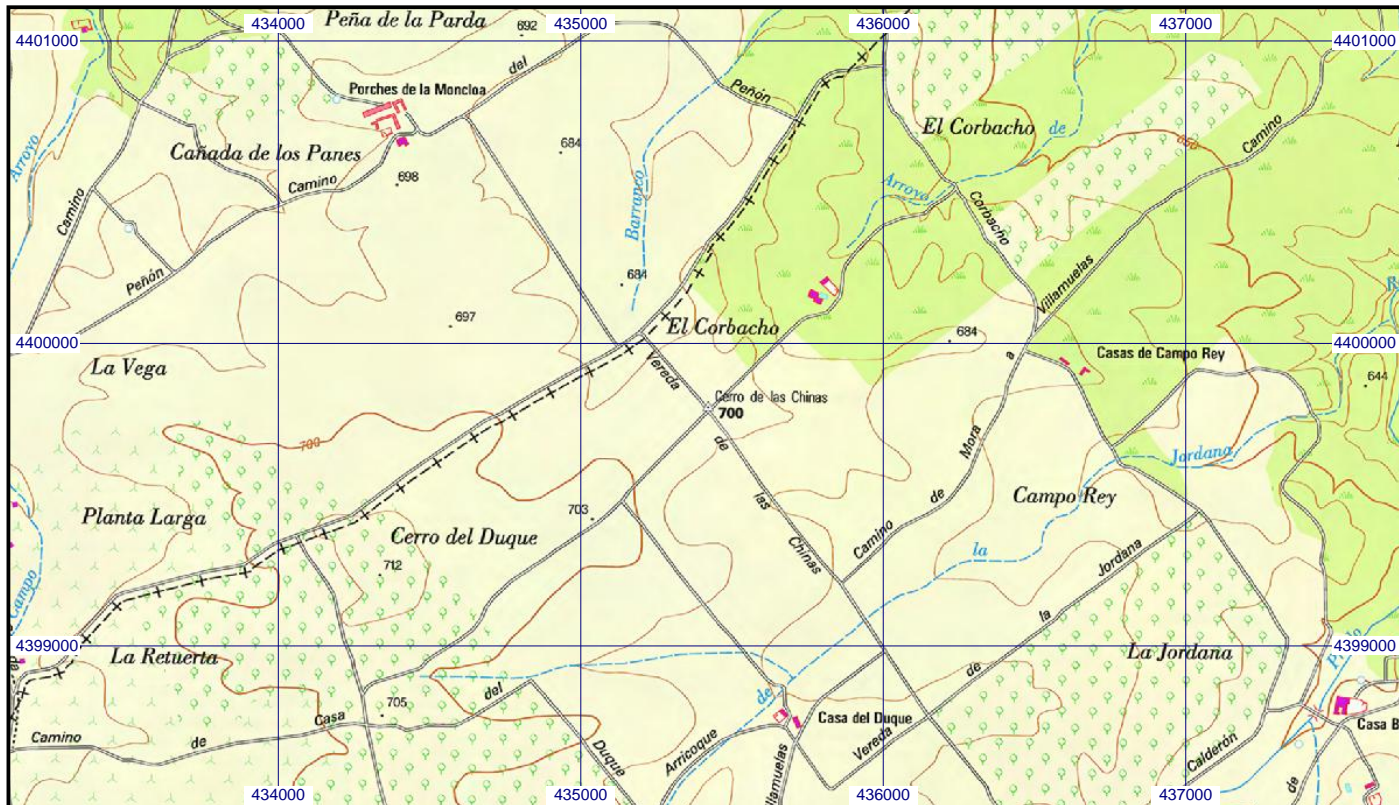 434000
435000
436000
437000
Peña de la Parda
692
4401000
4401000
del
Porches de la Moncloa
Peñón
El Corbacho
de
Arroyo
Cañada de los Panes
684
650
Camino
Camino
698
Arroyo
Camino
Barranco
Corbacho
Peñón
684
Villamuelas
697
El Corbacho
684
4400000
4400000
La Vega
Vereda
a
Casas de Campo Rey
644
Cerro de las Chinas
700
700
de
Mora
Jordana
Planta Larga
703
las
de
Campo Rey
Cerro del Duque
Chinas
Camino
la
Jordana
712
Campo
la
4399000
4399000
La Retuerta
La Jordana
de
del
de
705
Casa
Casa del Duque
Casa B
Camino
de
Duque
Arricoque
Vereda
Calderón
de
434000
435000
436000
437000